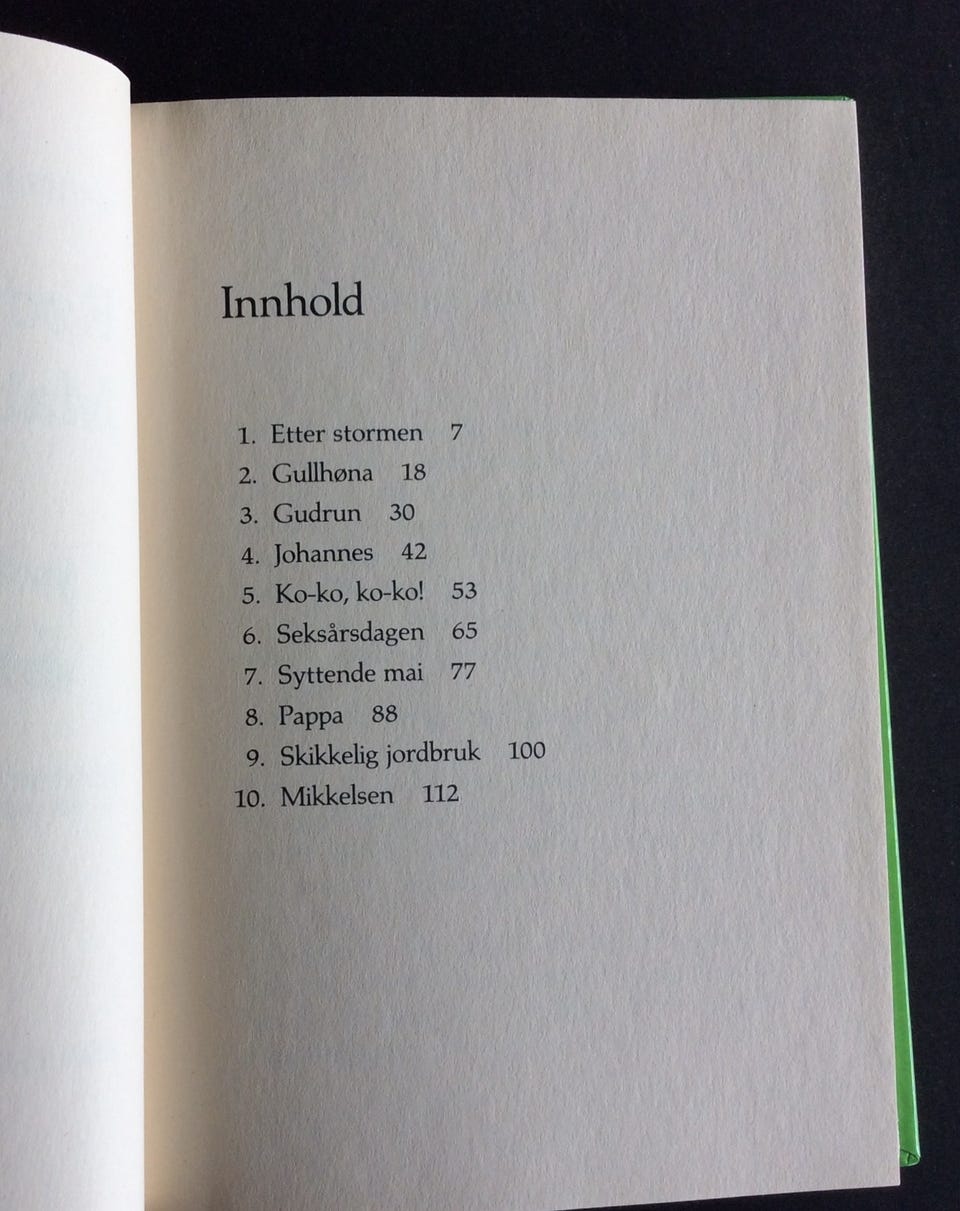 Innhold
1. Etter stormen 7
2. Gullhøna 18
3. Gudrun 30
4. Johannes 42
5. Ko-ko, ko-ko! 53
6. Seksårsdagen 65
7. Syttende mai 77
8. Pappa 88
9. Skikkelig jordbruk 100
10. Mikkelsen 112